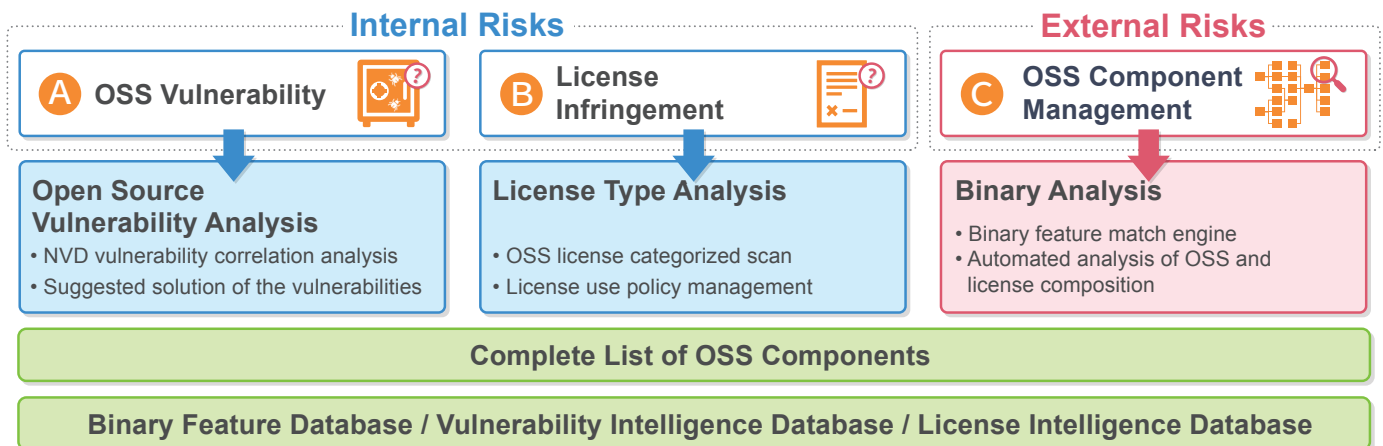 Internal Risks
External Risks
A
OSS Vulnerability
?
B
License
Infringement
?
C
OSS Component
Management
Open Source
Vulnerability Analysis
• NVD vulnerability correlation analysis
• Suggested solution of the vulnerabilities
License Type Analysis
• OSS license categorized scan
• License use policy management
Binary Analysis
• Binary feature match engine
• Automated analysis of OSS and
license composition
Complete List of OSS Components
Binary Feature Database / Vulnerability Intelligence Database / License Intelligence Database